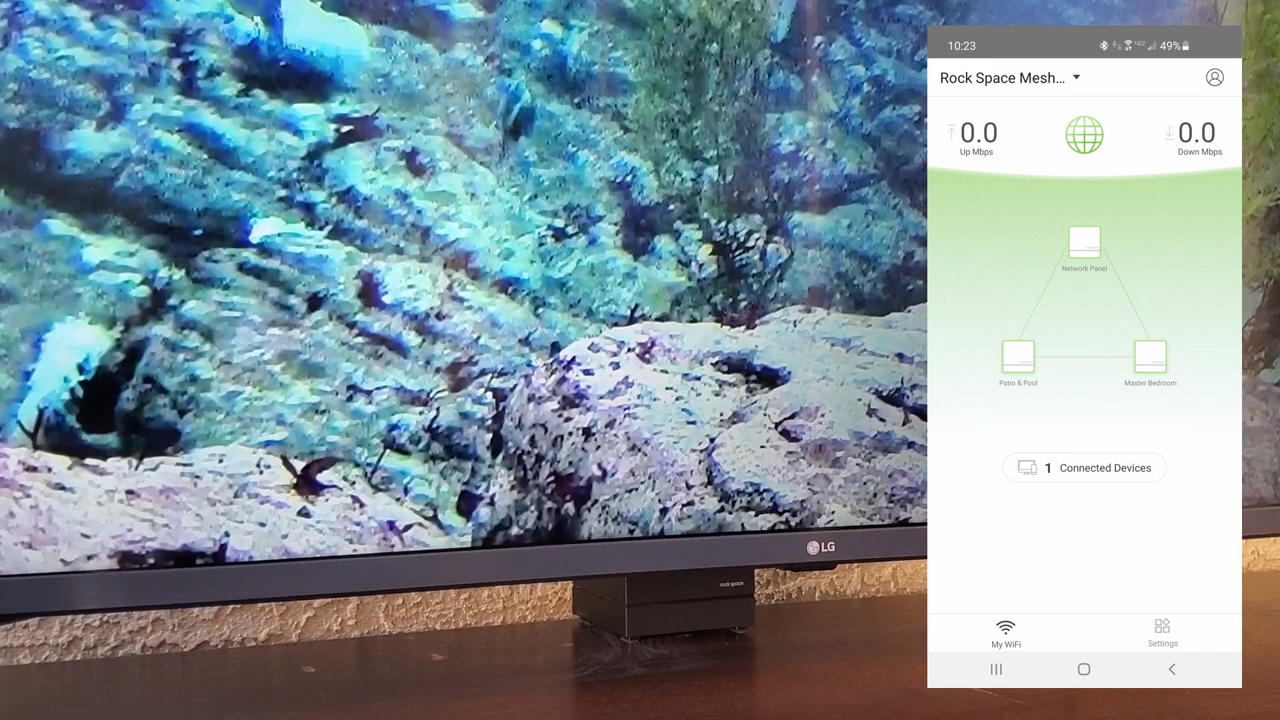 10:23
49%
Rock Space Mesh...
0.0
Up Mbps
0.0
Down Mbps
Network Panel
Patio & Pool
Master Bedroom
1 Connected Devices
LG
rock space
My WiFi
Settings